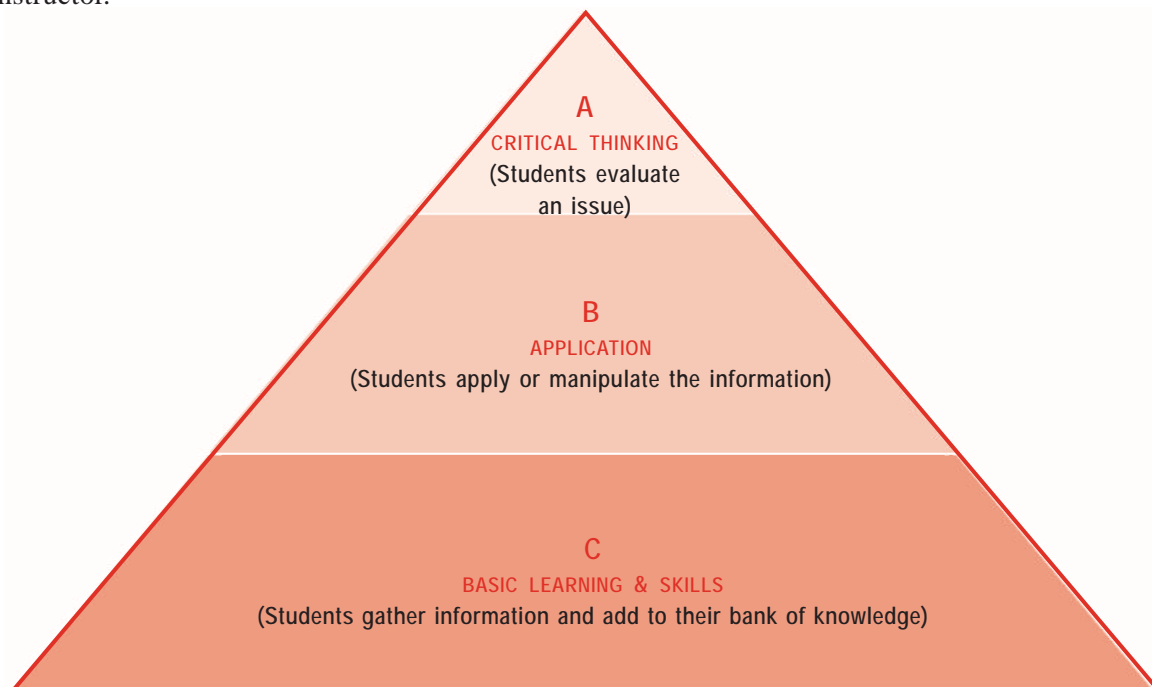 A
CRITICAL THINKING
(Students evaluate
an issue)
B
APPLICATION
(Students apply or manipulate the information)
C
BASIC LEARNING & SKILLS
(Students gather information and add to their bank of knowledge)